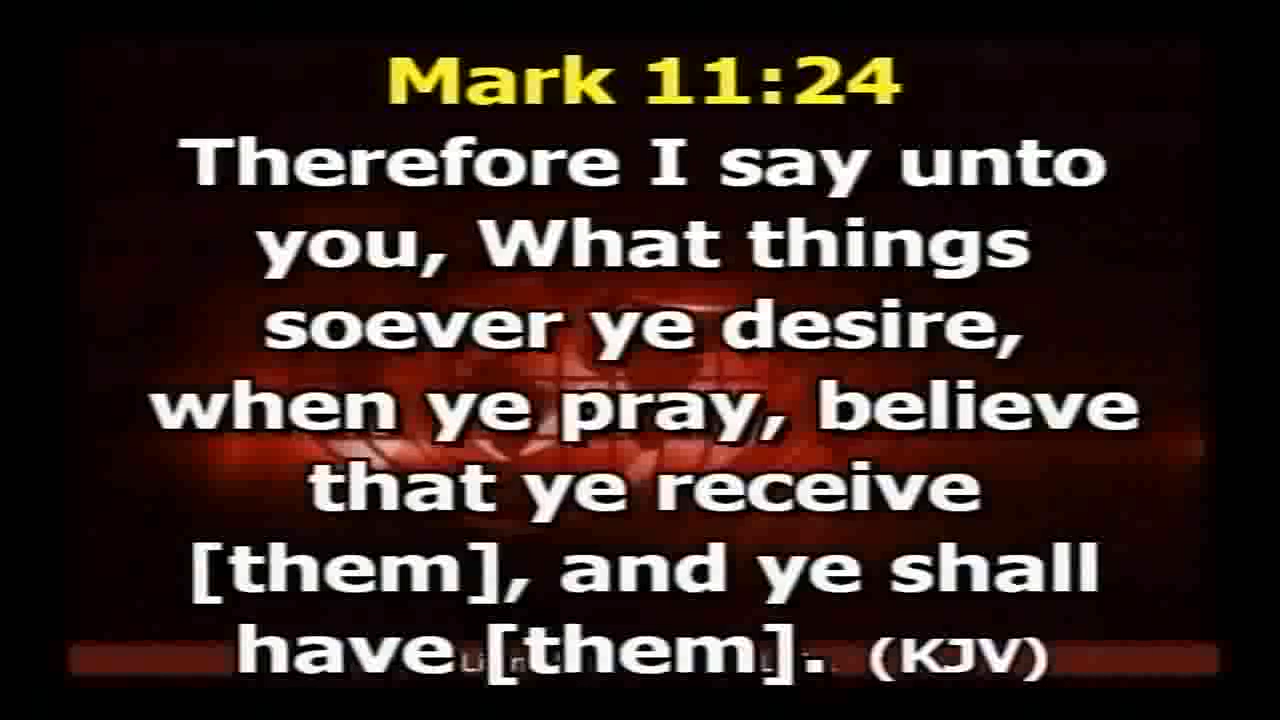 Mark 11:24
Therefore I say unto
you, What things
soever ye desire,
when ye pray, believe
that ye receive
[them], and ye shall
have [them]. (KJV)